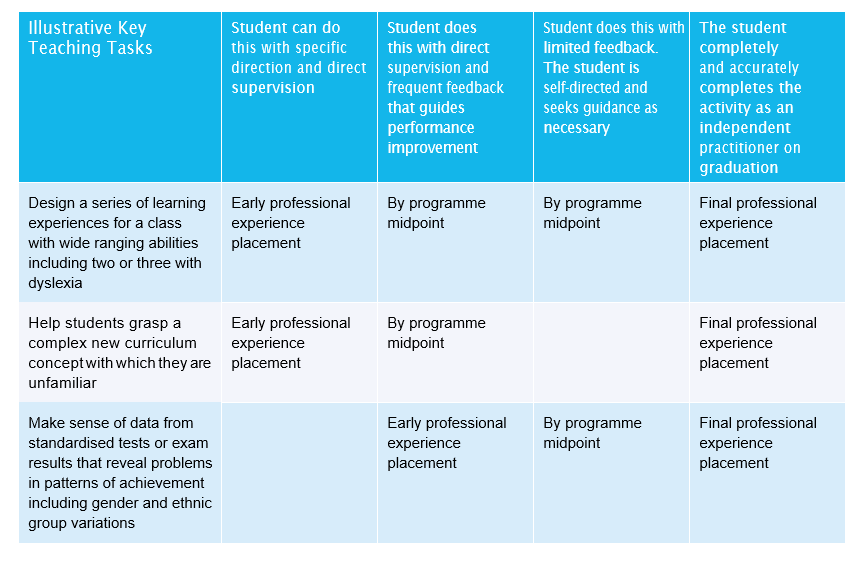 Illustrative Key
Teaching Tasks
Student can do
this with specific
direction and direct
supervision
Student does
this with direct
supervision and
frequent feedback
that guides
performance
improvement
Student does this with
limited feedback.
The student is
self-directed and
seeks guidance as
necessary
The student
completely
and accurately
completes the
activity as an
independent
practitioner on
graduation
Design a series of learning
experiences for a class
with wide ranging abilities
including two or three with
dyslexia
Early professional
experience
placement
By programme
midpoint
By programme
midpoint
Final professional
experience
placement
Help students grasp a
complex new curriculum
concept with which they are
unfamiliar
Early professional
experience
placement
By programme
midpoint
Final professional
experience
placement
Make sense of data from
standardised tests or exam
results that reveal problems
in patterns of achievement
including gender and ethnic
group variations
Early professional
experience
placement
By programme
midpoint
Final professional
experience
placement